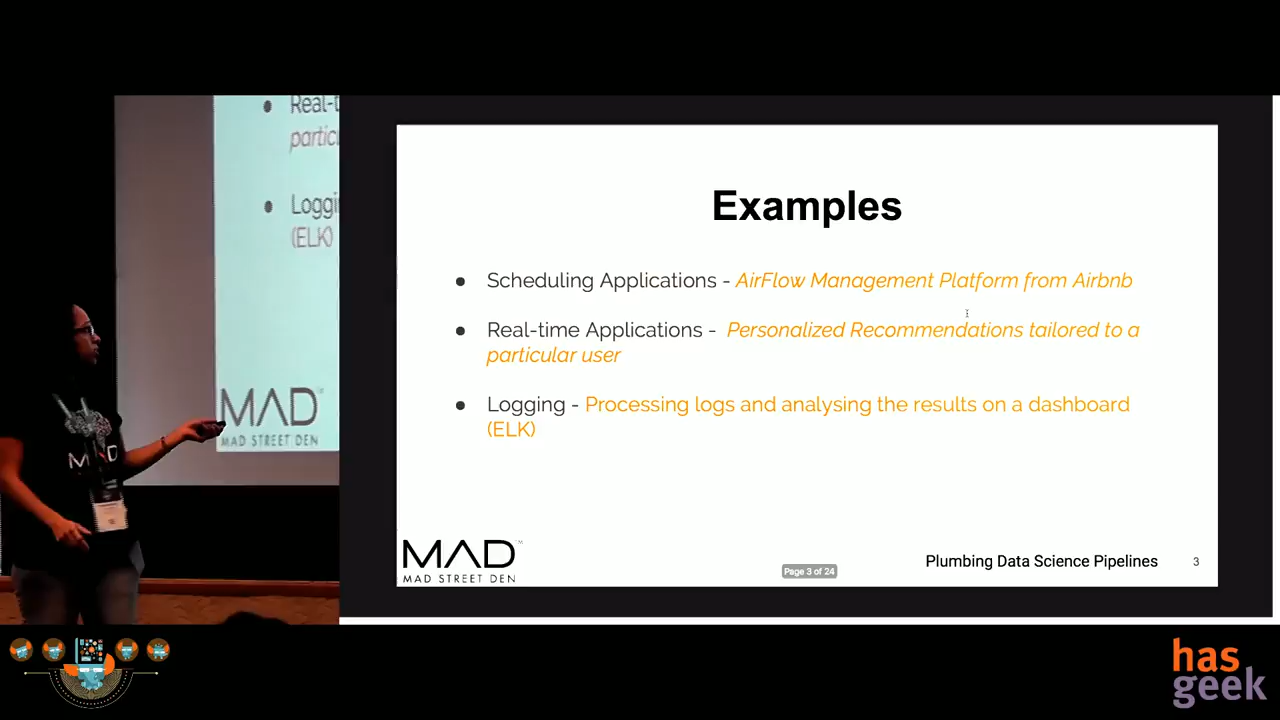 Real-t
partic
Loggi
(ELK)
MAD
MAD STREET DEN
MAD
Examples
● Scheduling Applications - AirFlow Management Platform from Airbnb
● Real-time Applications - Personalized Recommendations tailored to a
particular user
● Logging - Processing logs and analysing the results on a dashboard
(ELK)
MAD™
MAD STREET DEN
Page 3 of 24
Plumbing Data Science Pipelines 3
has
geek